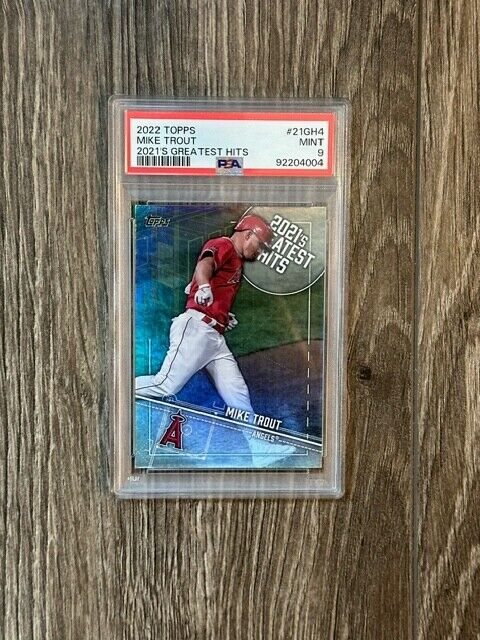 2022 TOPPS #21GH4
MIKE TROUT MINT
2021'S GREATEST HITS PSA 9
92204004
Topps
2021's
GREATEST
HITS
MIKE TROUT
ANGELS
A